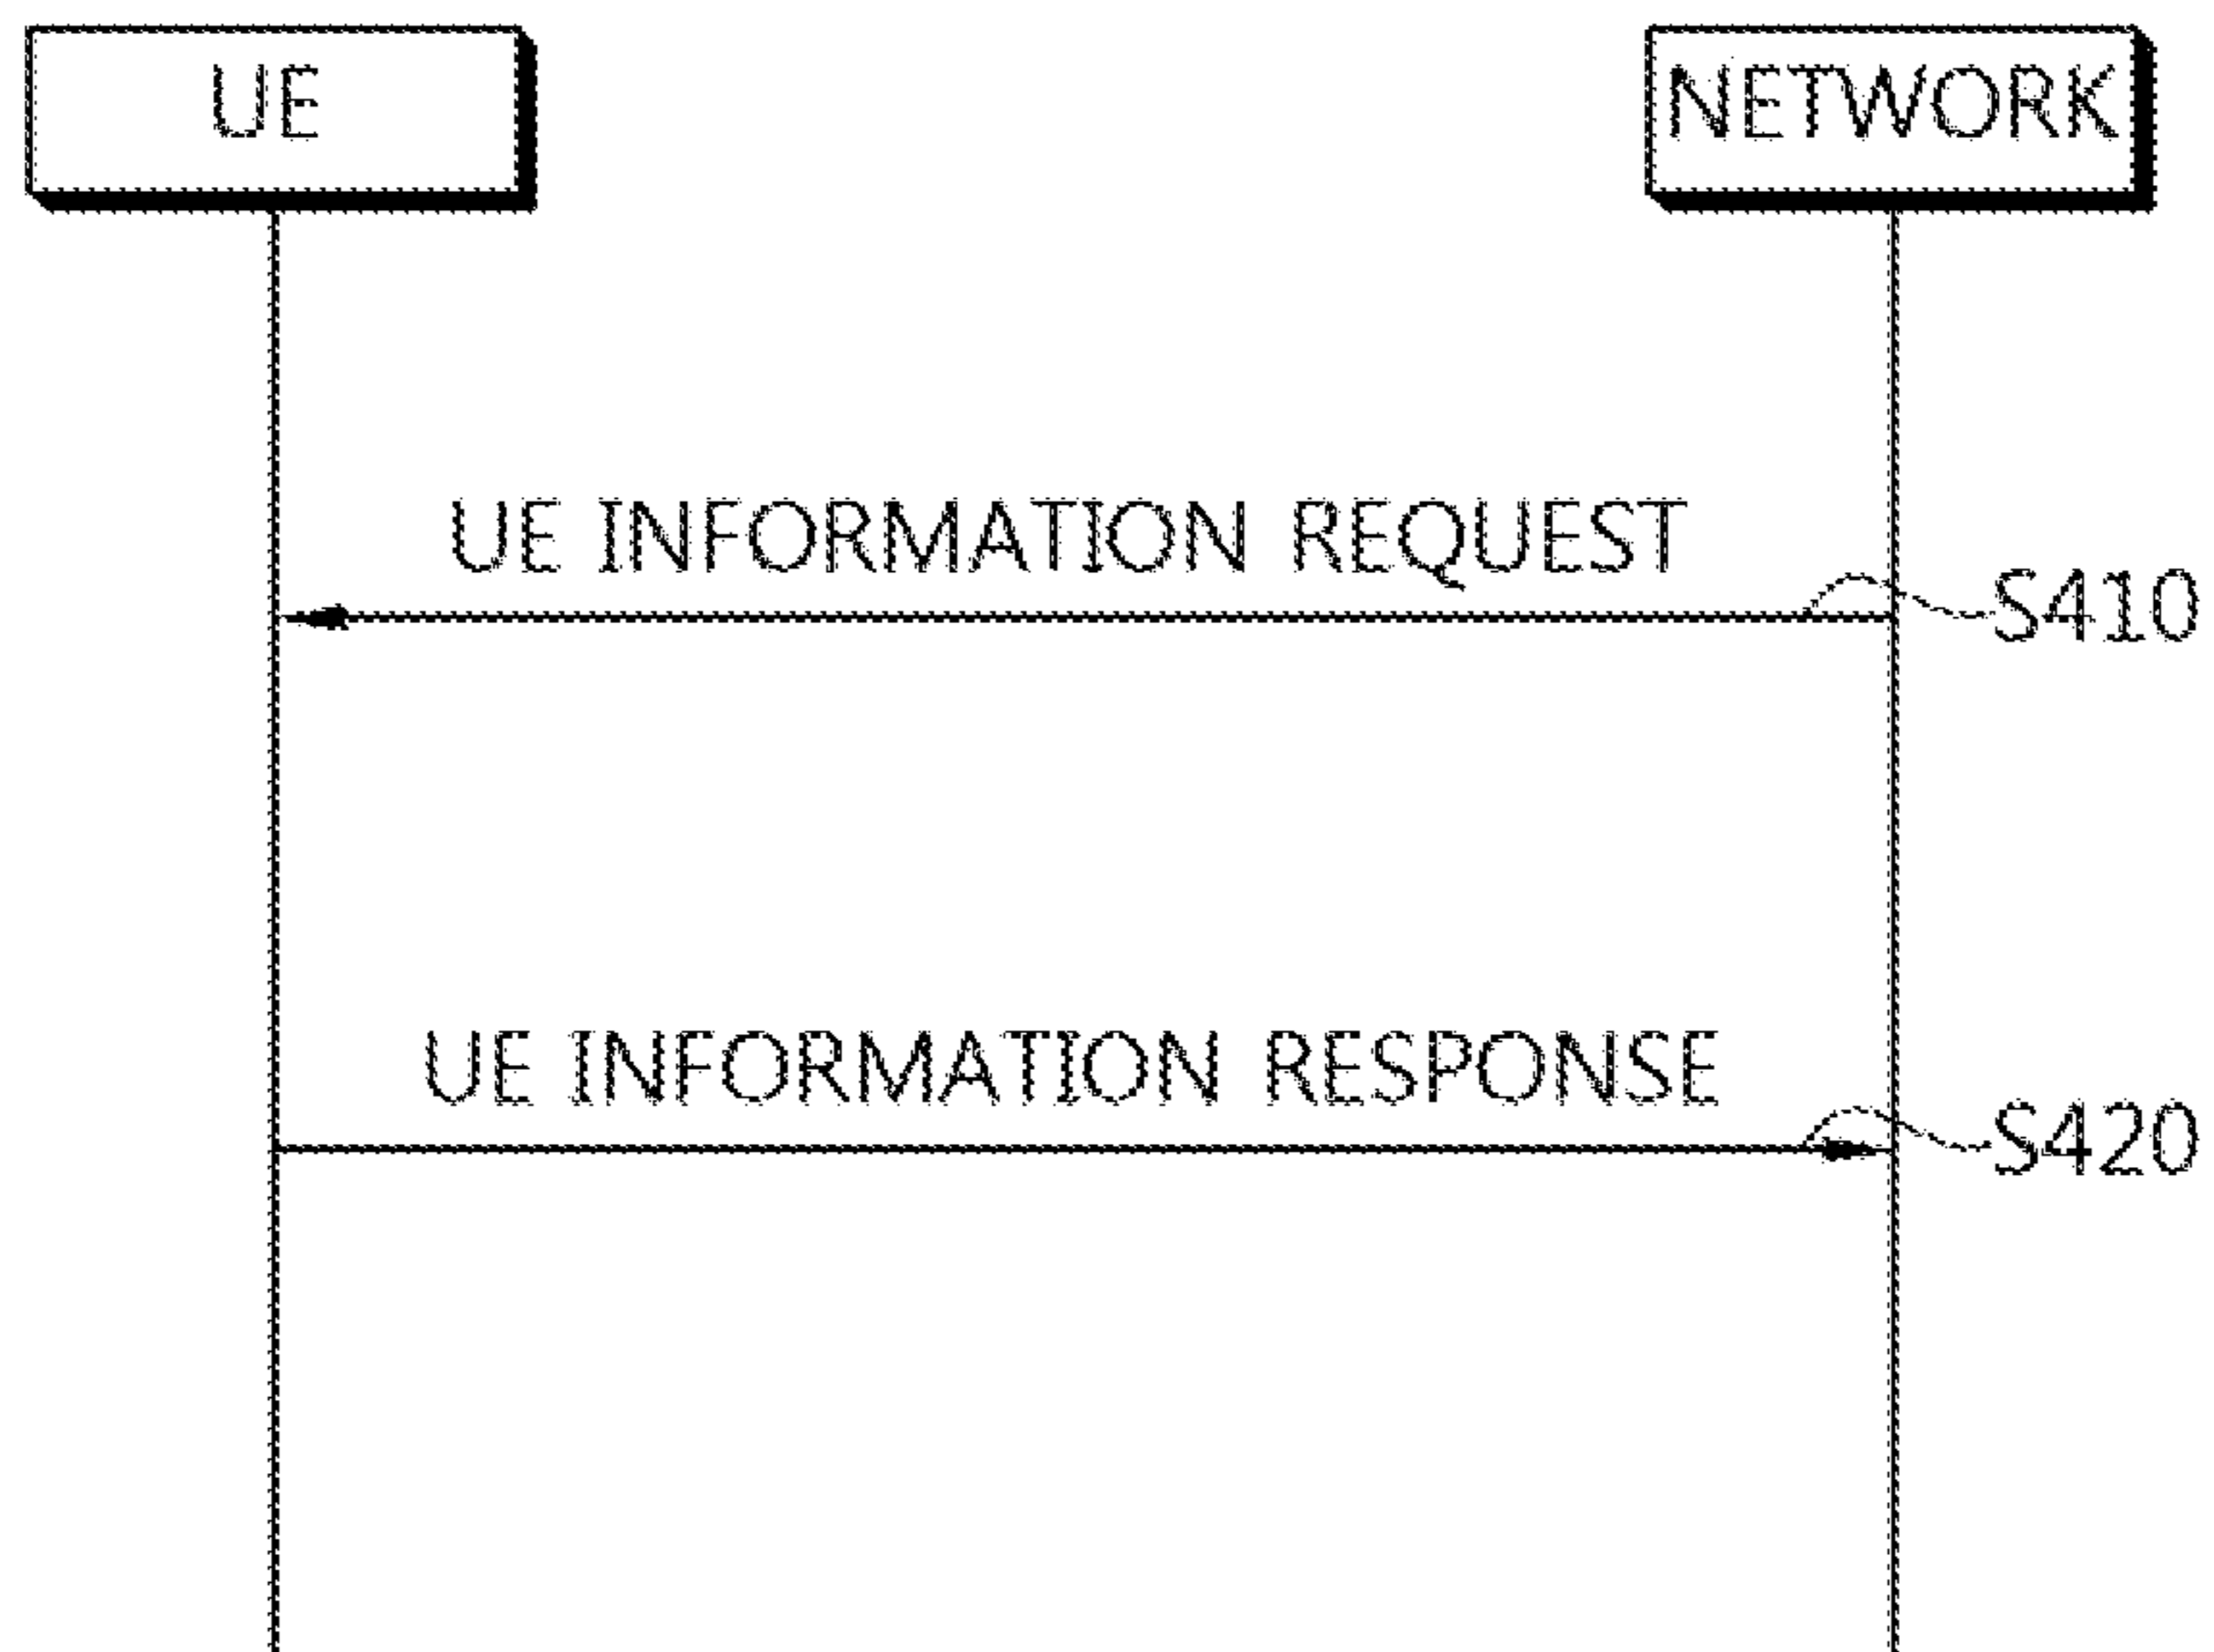 UE
NETWORK
UE INFORMATION REQUEST
S410
UE INFORMATION RESPONSE
S420